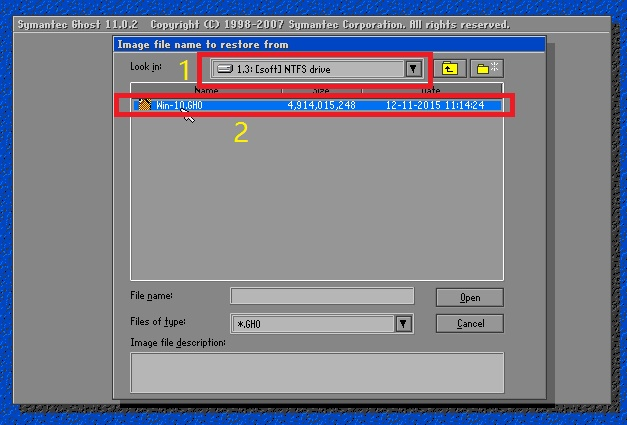 Symantec Ghost 11.0.2   Copyright (C) 1998-2007 Symantec Corporation. All rights reserved.
Image file name to restore from
Look in:
1
1.3: [soft] NTFS drive
Name Size Date
Win-10.GHO 4,914,015,248 12-11-2015 11:14:24
2
File name:
Open
Files of type:
*.GHO
Cancel
Image file description: